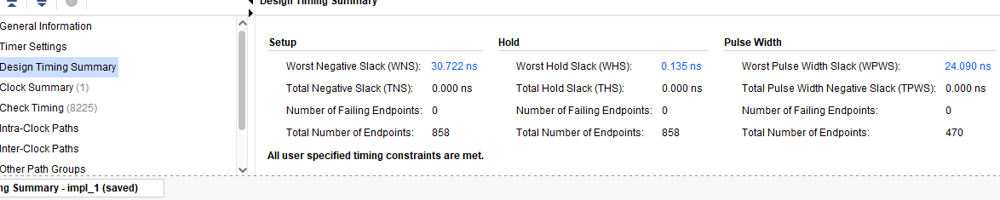 Design Timing Summary
General Information
Timer Settings
Design Timing Summary
Clock Summary (1)
Check Timing (8225)
Intra-Clock Paths
Inter-Clock Paths
Other Path Groups
Setup
Worst Negative Slack (WNS): 30.722 ns
Total Negative Slack (TNS): 0.000 ns
Number of Failing Endpoints: 0
Total Number of Endpoints: 858
Hold
Worst Hold Slack (WHS): 0.135 ns
Total Hold Slack (THS): 0.000 ns
Number of Failing Endpoints: 0
Total Number of Endpoints: 858
Pulse Width
Worst Pulse Width Slack (WPWS): 24.090 ns
Total Pulse Width Negative Slack (TPWS): 0.000 ns
Number of Failing Endpoints: 0
Total Number of Endpoints: 470
All user specified timing constraints are met.
ng Summary - impl_1 (saved)